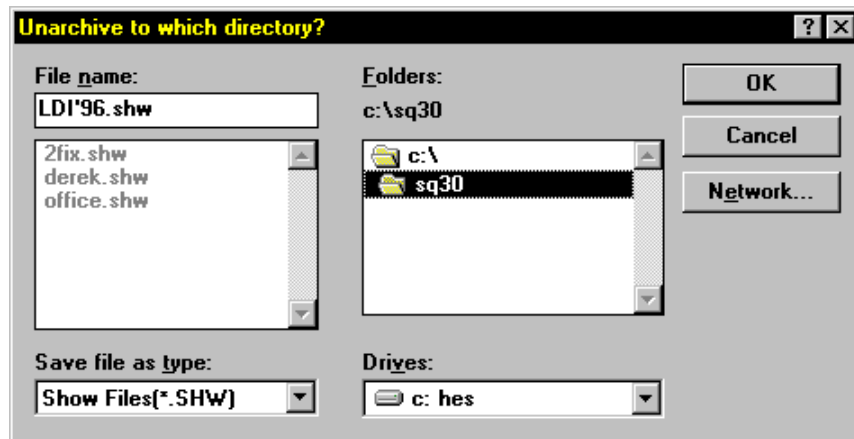 Unarchive to which directory?
File name:
LDI'96.shw
2fix.shw
derek.shw
office.shw
Save file as type:
Show Files(*.SHW)
Folders:
c:\sq30
c:\
sq30
Drives:
c: hes
OK
Cancel
Network...